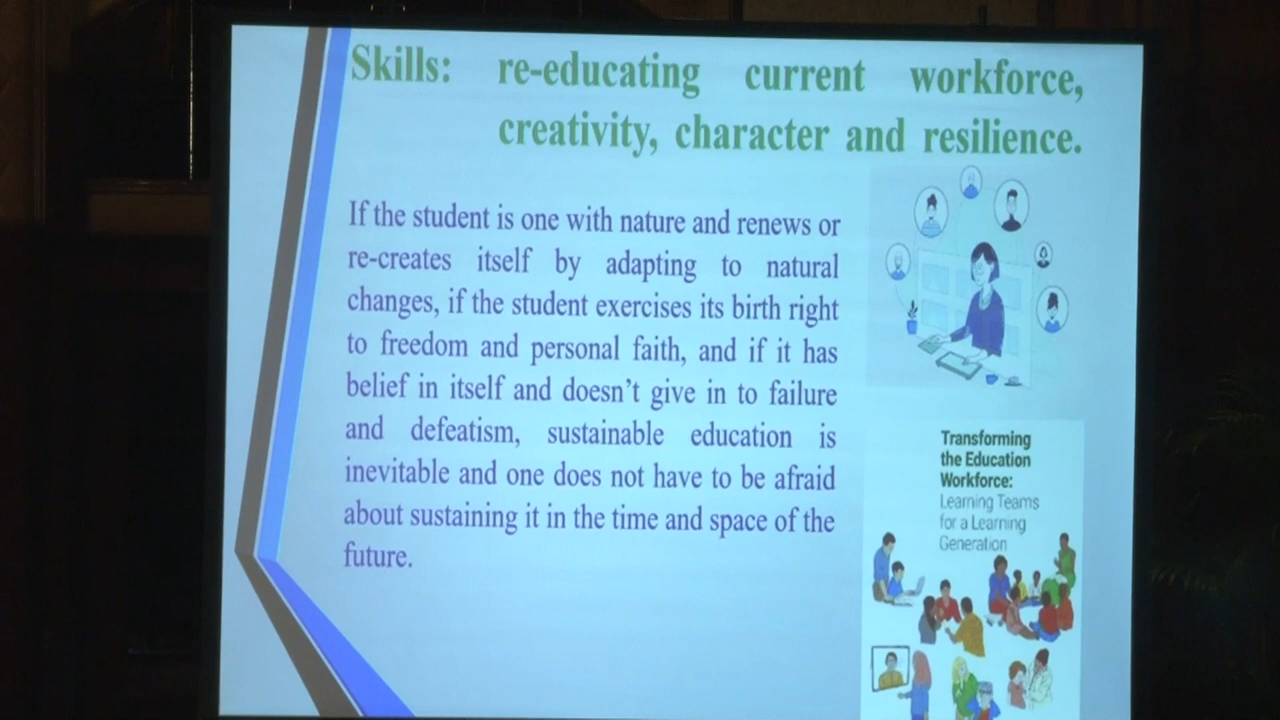 Skills: re-educating current workforce,
creativity, character and resilience.
If the student is one with nature and renews or
re-creates itself by adapting to natural
changes, if the student exercises its birth right
to freedom and personal faith, and if it has
belief in itself and doesn’t give in to failure
and defeatism, sustainable education is
inevitable and one does not have to be afraid
about sustaining it in the time and space of the
future.
Transforming
the Education
Workforce:
Learning Teams
for a Learning
Generation